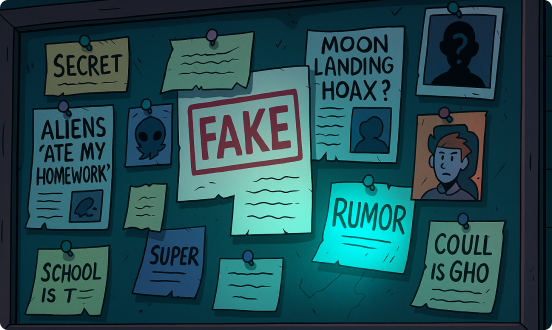 SECRET
MOON
LANDING
HOAX?
?
ALIENS
'ATE MY
HOMEWORK'
FAKE
RUMOR
SUPER
SCHOOL
IS T
COULL
IS GHO